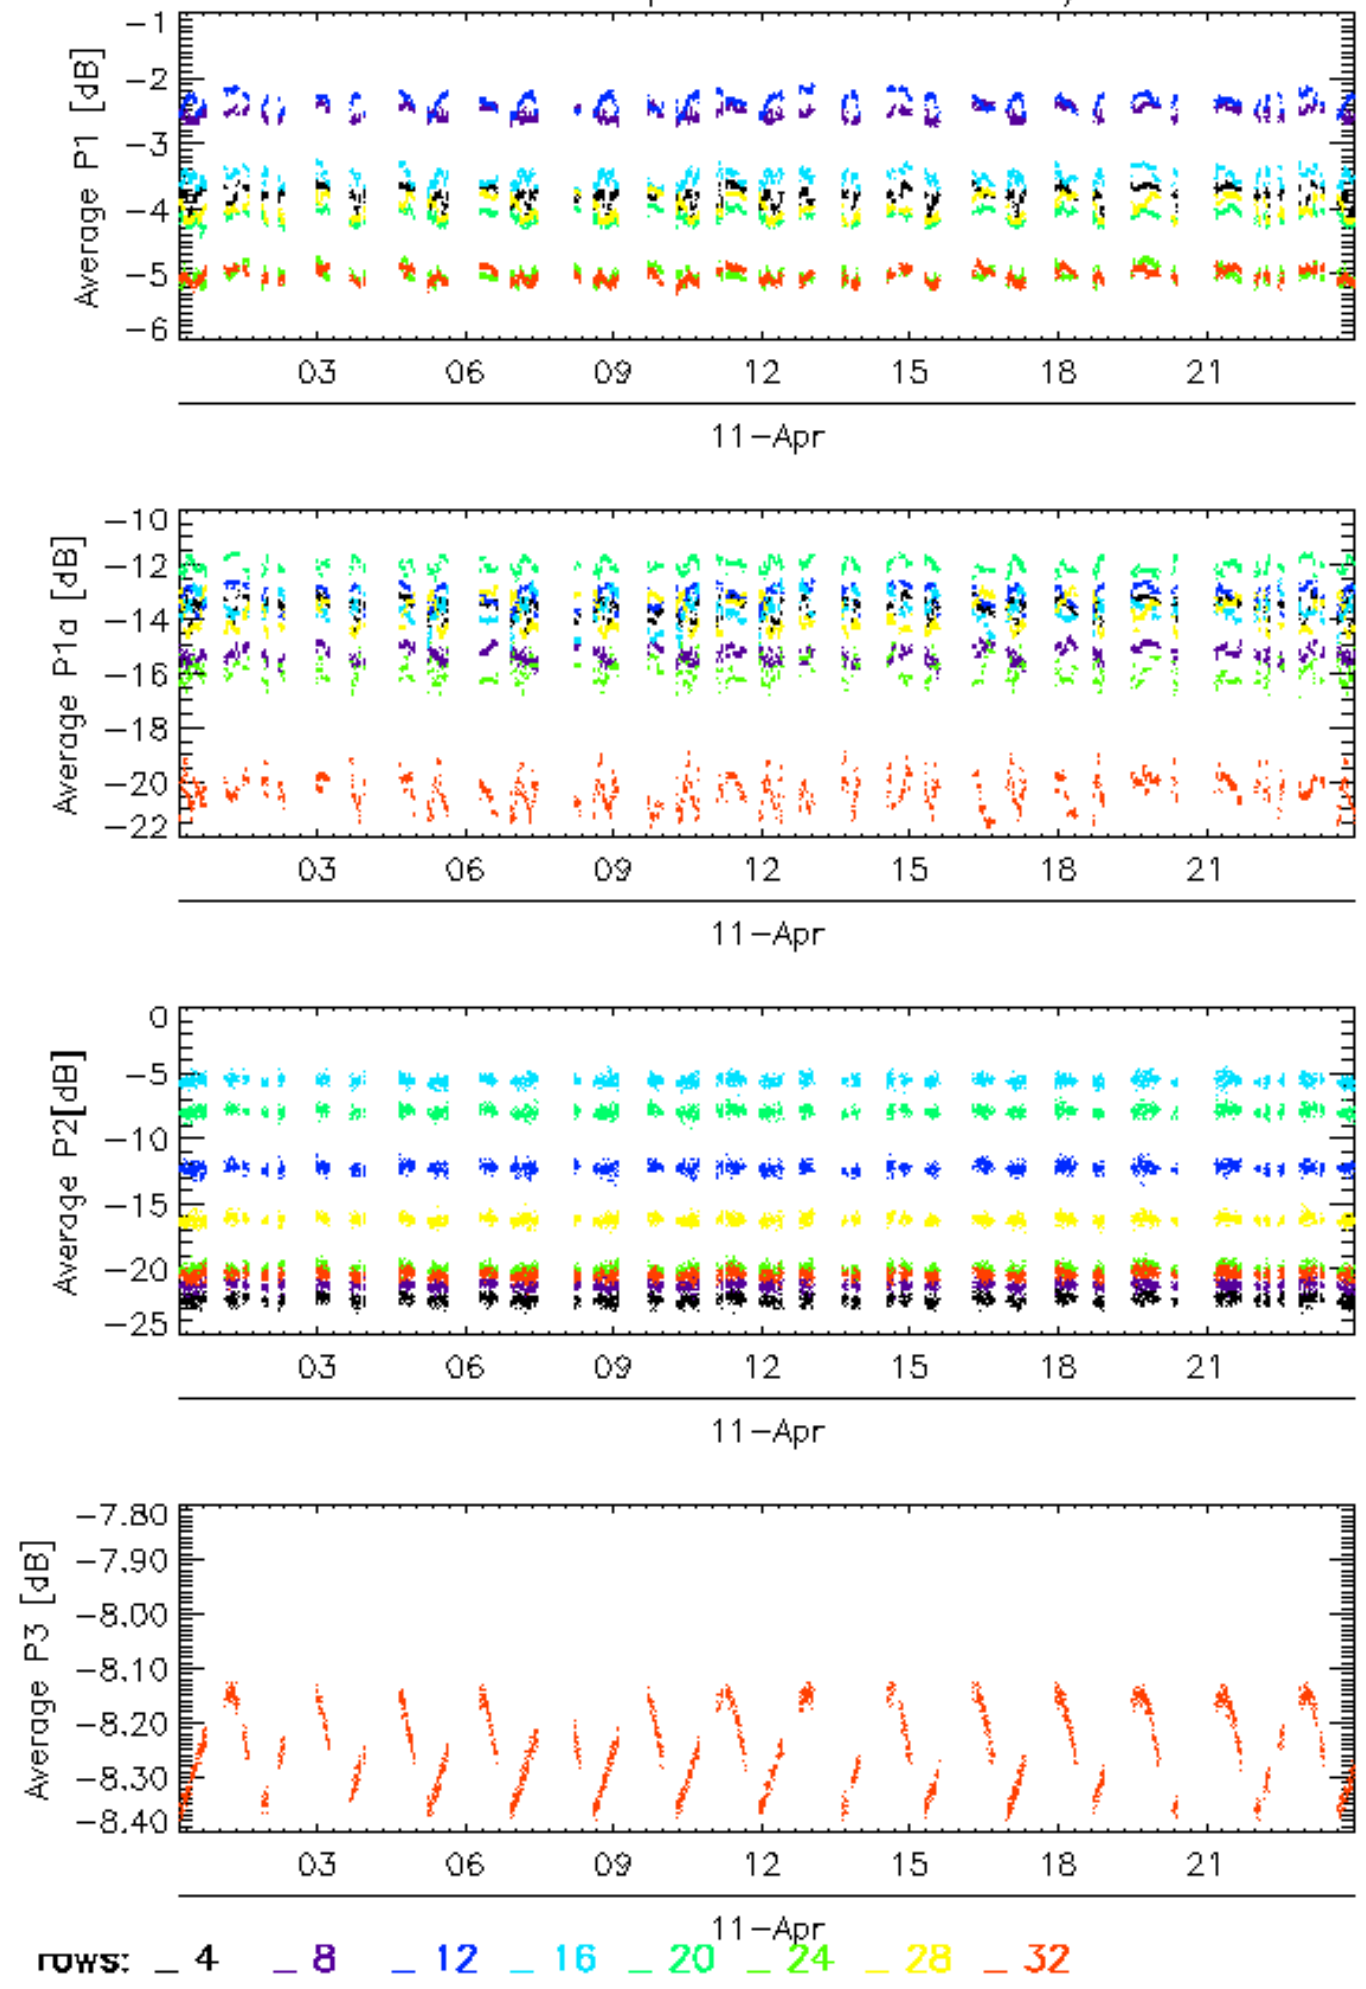 Average P1 [dB]
-1
-2
-3
-4
-5
-6
03 06 09 12 15 18 21
11-Apr
Average P1a [dB]
-10
-12
-14
-16
-18
-20
-22
03 06 09 12 15 18 21
11-Apr
Average P2[dB]
0
-5
-10
-15
-20
-25
03 06 09 12 15 18 21
11-Apr
Average P3 [dB]
-7.80
-7.90
-8.00
-8.10
-8.20
-8.30
-8.40
03 06 09 12 15 18 21
11-Apr
rows: _ 4 _ 8 _ 12 _ 16 _ 20 _ 24 _ 28 _ 32